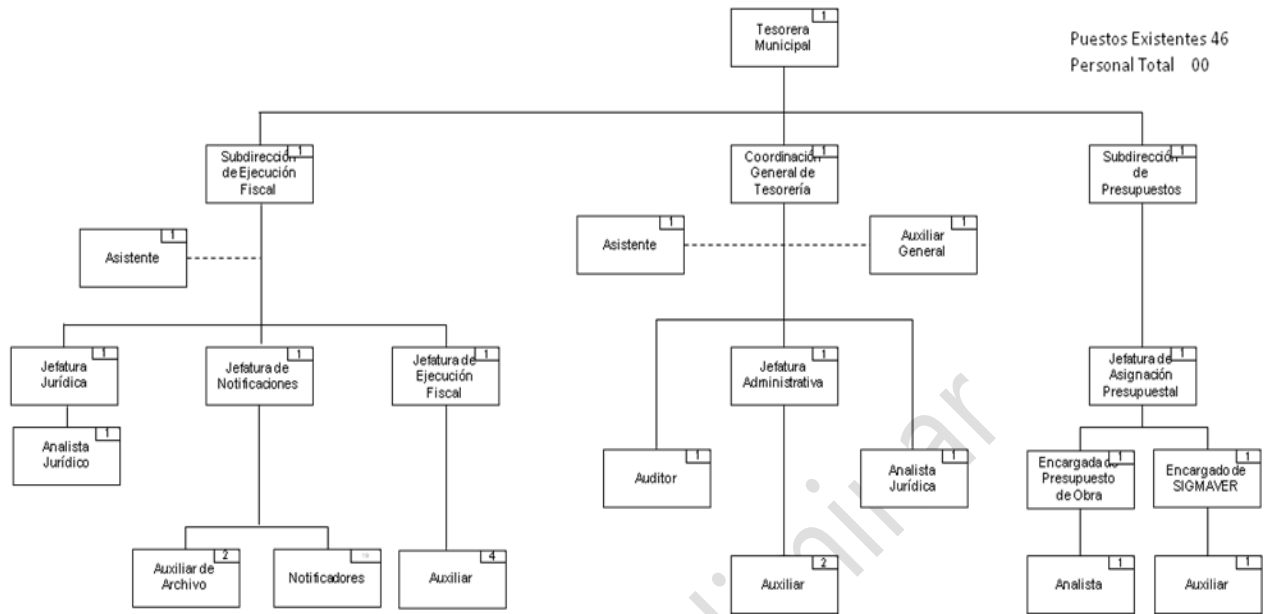 1
Tesorera
Municipal
Puestos Existentes 46
Personal Total 00
1
Subdirección
de Ejecución
Fiscal
1
Coordinación
General de
Tesorería
1
Subdirección
de
Presupuestos
1
Asistente
1
Asistente
1
Auxiliar
General
1
Jefatura
Jurídica
1
Jefatura de
Notificaciones
1
Jefatura de
Ejecución
Fiscal
1
Jefatura
Administrativa
1
Jefatura de
Asignación
Presupuestal
1
Analista
Jurídico
1
Auditor
1
Analista
Jurídica
1
Encargada de
Presupuesto
de Obra
1
Encargado de
SIGMAVER
2
Auxiliar de
Archivo
Notificadores
4
Auxiliar
2
Auxiliar
1
Analista
1
Auxiliar